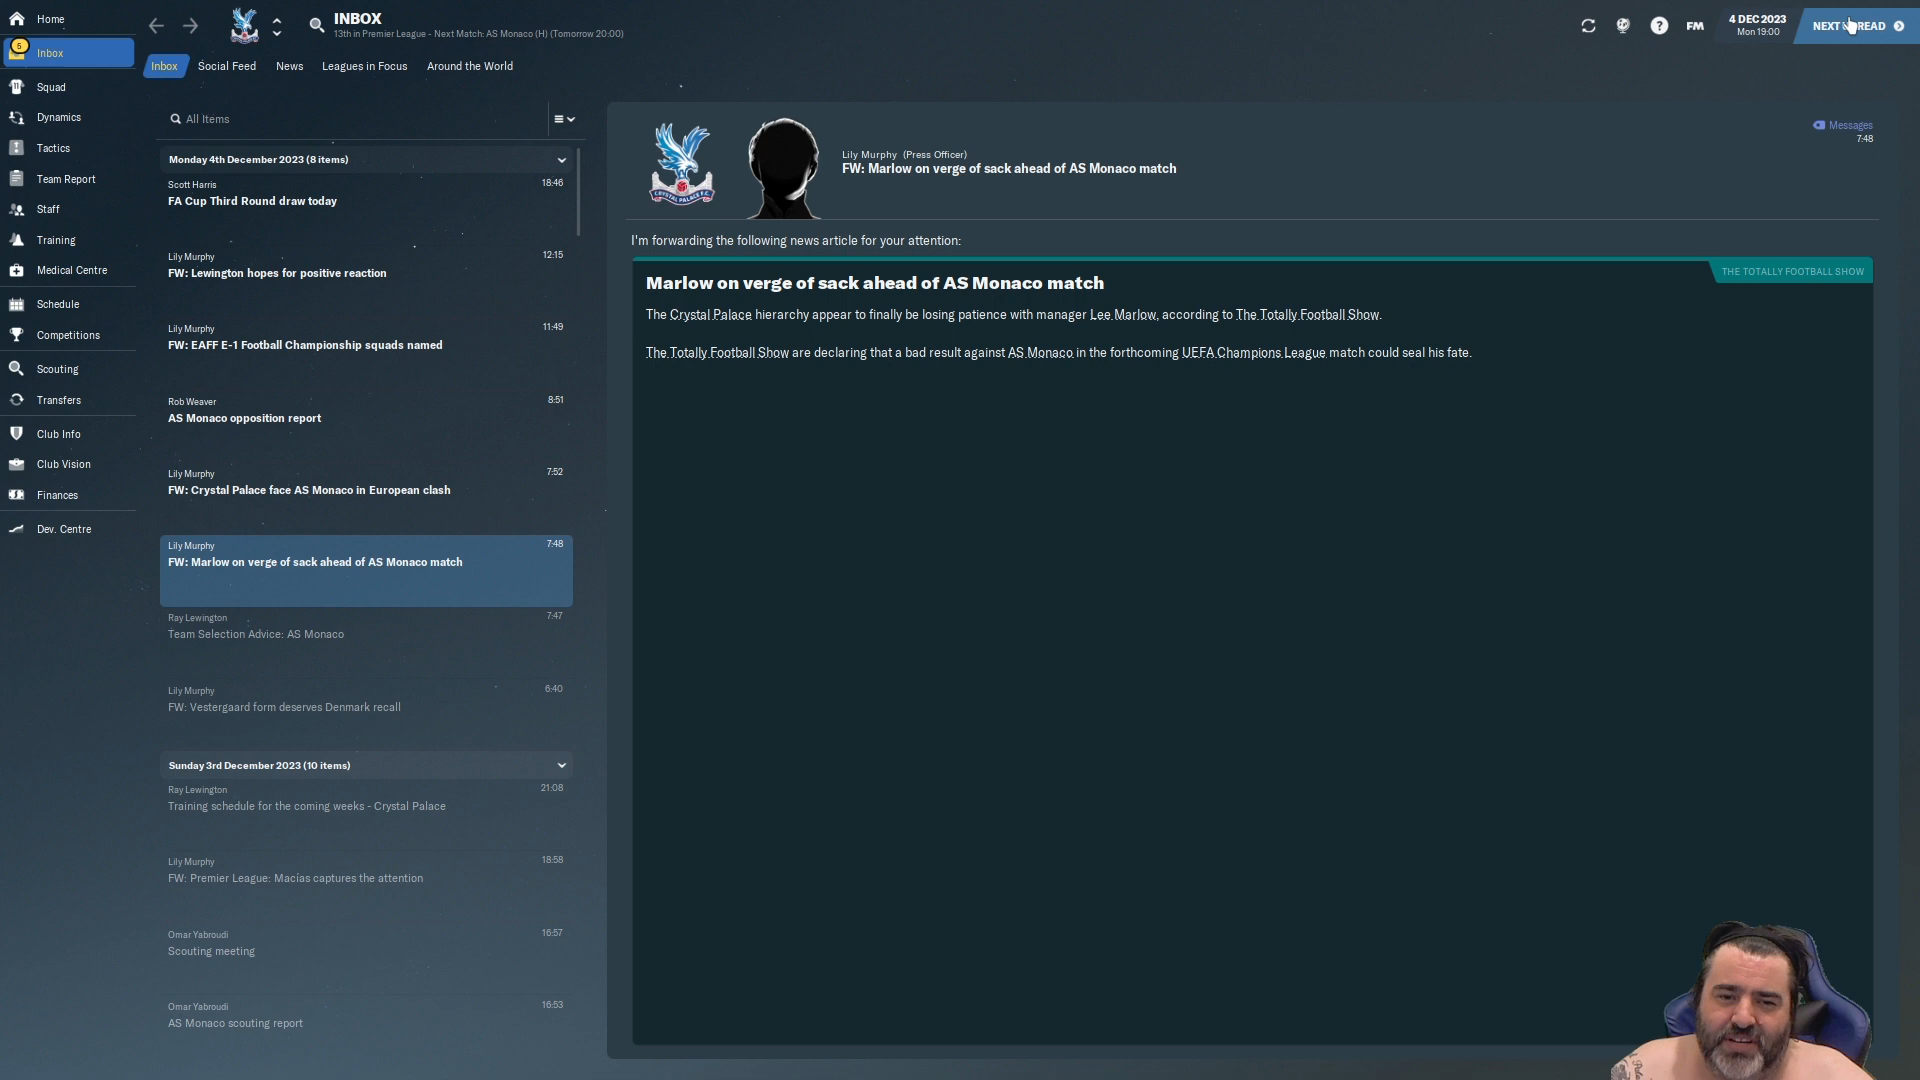 Home
5
Inbox
Squad
Dynamics
Tactics
Team Report
Staff
Training
Medical Centre
Schedule
Competitions
Scouting
Transfers
Club Info
Club Vision
Finances
Dev. Centre
INBOX
13th in Premier League - Next Match: AS Monaco (H) (Tomorrow 20:00)
FM
4 DEC 2023
Mon 19:00
NEXT READ
Inbox
Social Feed
News
Leagues in Focus
Around the World
All Items
Monday 4th December 2023 (8 items)
Scott Harris 18:46
FA Cup Third Round draw today
Lily Murphy 12:15
FW: Lewington hopes for positive reaction
Lily Murphy 11:49
FW: EAFF E-1 Football Championship squads named
Rob Weaver 8:51
AS Monaco opposition report
Lily Murphy 7:52
FW: Crystal Palace face AS Monaco in European clash
Lily Murphy 7:48
FW: Marlow on verge of sack ahead of AS Monaco match
Ray Lewington 7:47
Team Selection Advice: AS Monaco
Lily Murphy 6:40
FW: Vestergaard form deserves Denmark recall
Sunday 3rd December 2023 (10 items)
Ray Lewington 21:08
Training schedule for the coming weeks - Crystal Palace
Lily Murphy 18:58
FW: Premier League: Macías captures the attention
Omar Yabroudi 16:57
Scouting meeting
Omar Yabroudi 16:53
AS Monaco scouting report
CRYSTAL PALACE F.C.
Lily Murphy (Press Officer)
FW: Marlow on verge of sack ahead of AS Monaco match
Messages
7:48
I'm forwarding the following news article for your attention:
THE TOTALLY FOOTBALL SHOW
Marlow on verge of sack ahead of AS Monaco match
The Crystal Palace hierarchy appear to finally be losing patience with manager Lee Marlow, according to The Totally Football Show.
The Totally Football Show are declaring that a bad result against AS Monaco in the forthcoming UEFA Champions League match could seal his fate.